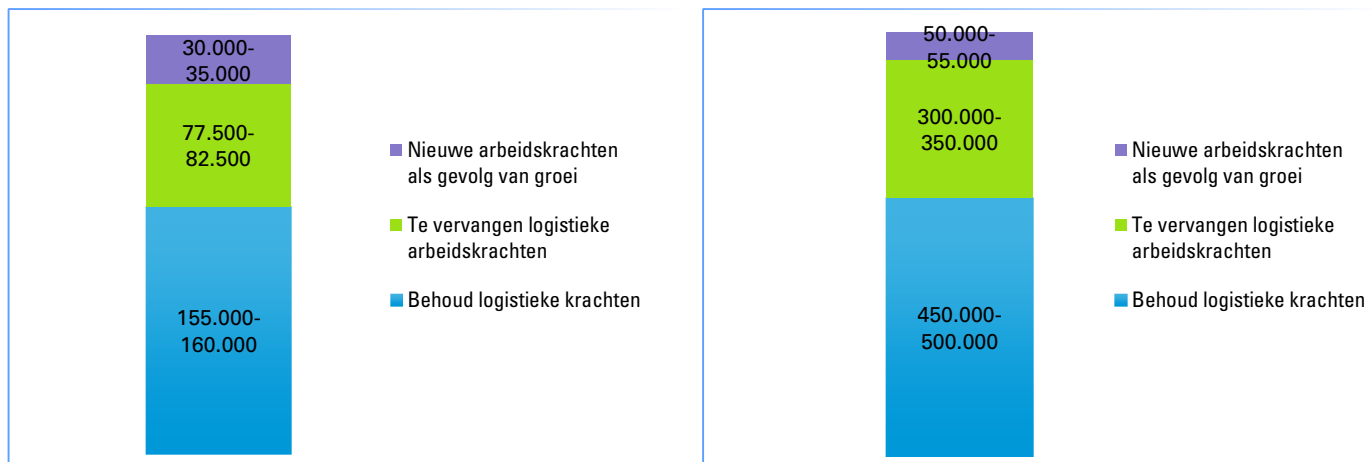 30.000-
35.000
77.500-
82.500
155.000-
160.000
Nieuwe arbeidskrachten
als gevolg van groei
Te vervangen logistieke
arbeidskrachten
Behoud logistieke krachten
50.000-
55.000
300.000-
350.000
450.000-
500.000
Nieuwe arbeidskrachten
als gevolg van groei
Te vervangen logistieke
arbeidskrachten
Behoud logistieke krachten